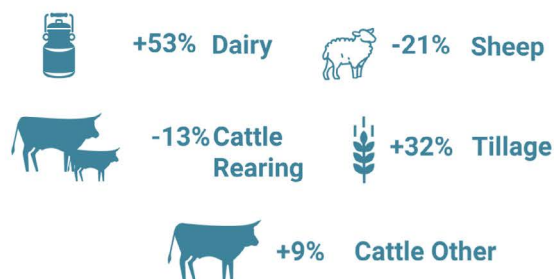 +53% Dairy
-21% Sheep
-13% Cattle
Rearing
+32% Tillage
+9% Cattle Other